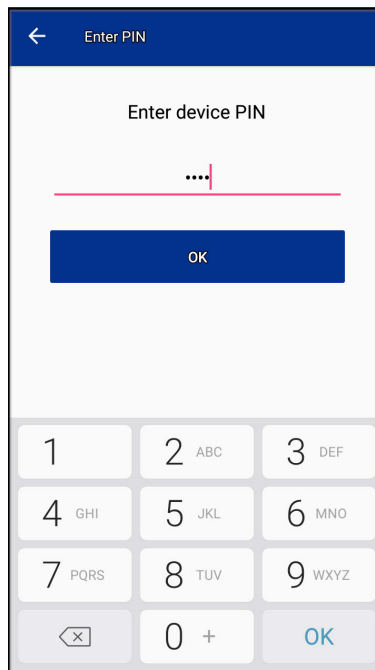 Enter PIN
Enter device PIN
••••
OK
1
2 ABC
3 DEF
4 GHI
5 JKL
6 MNO
7 PQRS
8 TUV
9 WXYZ
0 +
OK